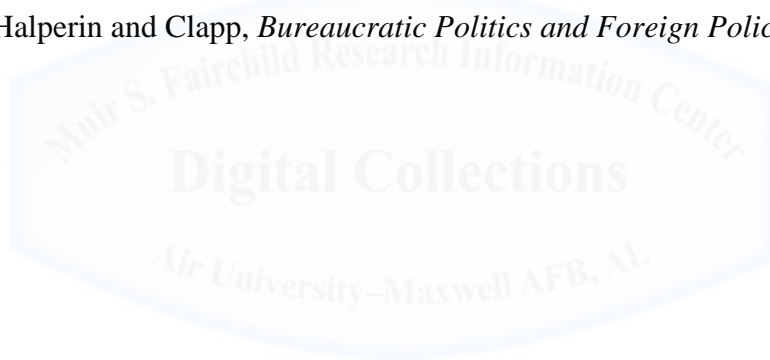 Halperin and Clapp, Bureaucratic Politics and Foreign Polic
Muir S. Fairchild Research Information Center
Digital Collections
Air University–Maxwell AFB, AL